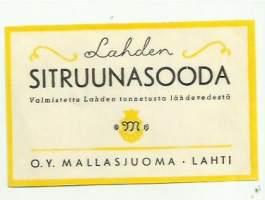 Lahden
SITRUUNASOODA
Valmistettu Lahden tunnetusta lähdevedestä
M
O.Y. MALLASJUOMA · LAHTI